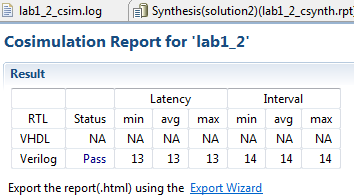 lab1_2_csim.log Synthesis(solution2)(lab1_2_csynth.rpt)
Cosimulation Report for 'lab1_2'
Result
Latency Interval
RTL Status min avg max min avg max
VHDL NA NA NA NA NA NA NA
Verilog Pass 13 13 13 14 14 14
Export the report(.html) using the Export Wizard